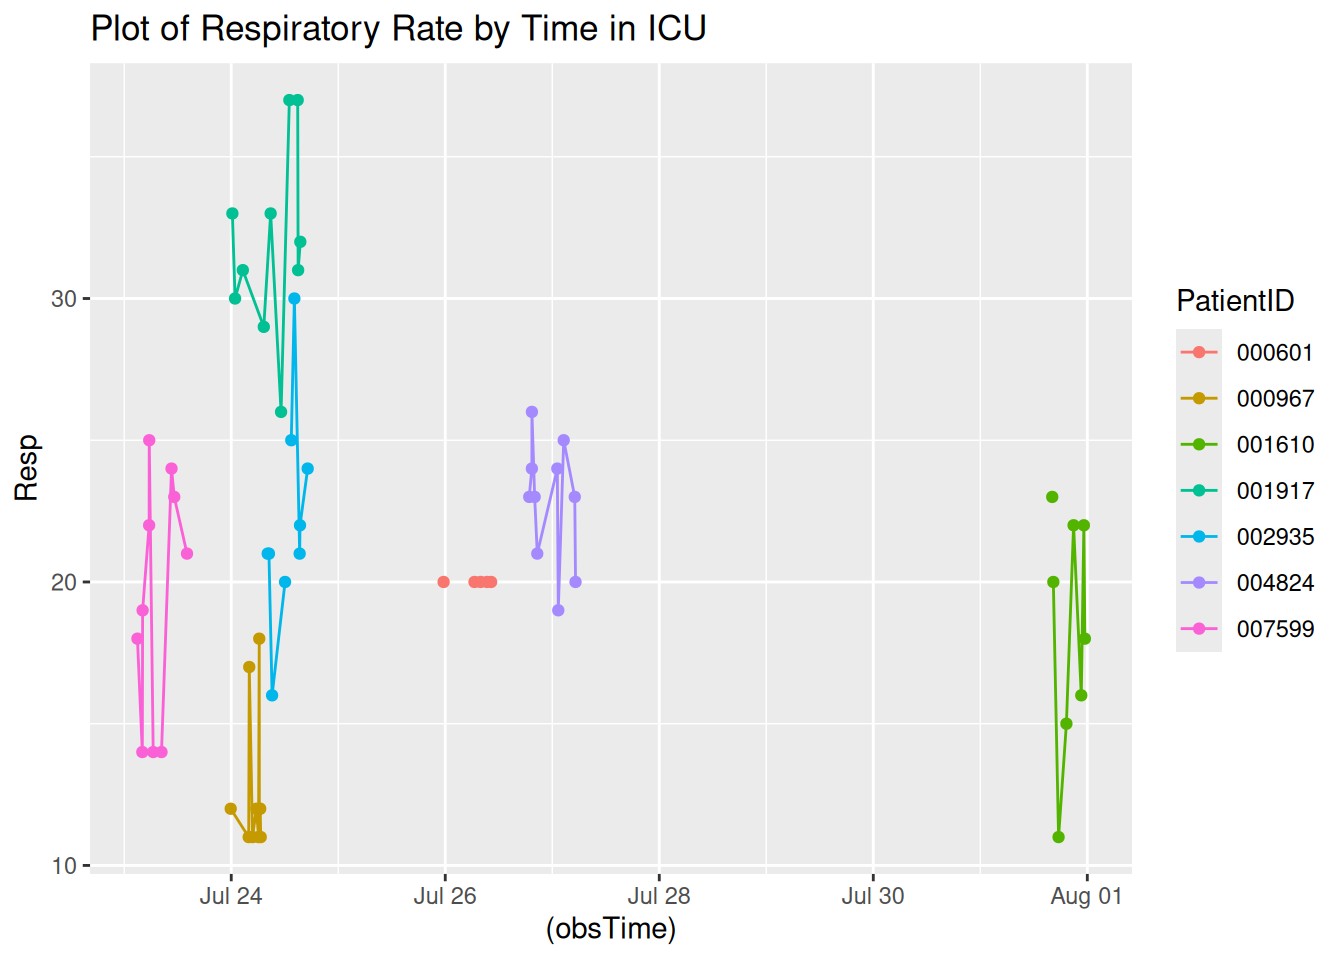 Plot of Respiratory Rate by Time in ICU
Resp
30
20
10
Jul 24
Jul 26
Jul 28
Jul 30
Aug 01
(obsTime)
PatientID
000601
000967
001610
001917
002935
004824
007599